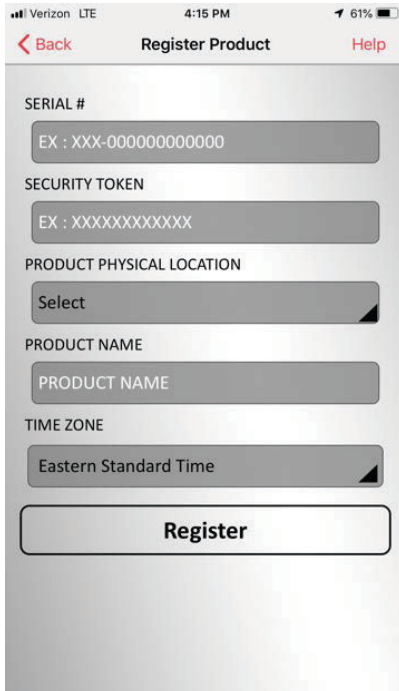 Verizon LTE 4:15 PM 61%
Back Register Product Help
SERIAL #
EX : XXX-000000000000
SECURITY TOKEN
EX : XXXXXXXXXXXX
PRODUCT PHYSICAL LOCATION
Select
PRODUCT NAME
PRODUCT NAME
TIME ZONE
Eastern Standard Time
Register